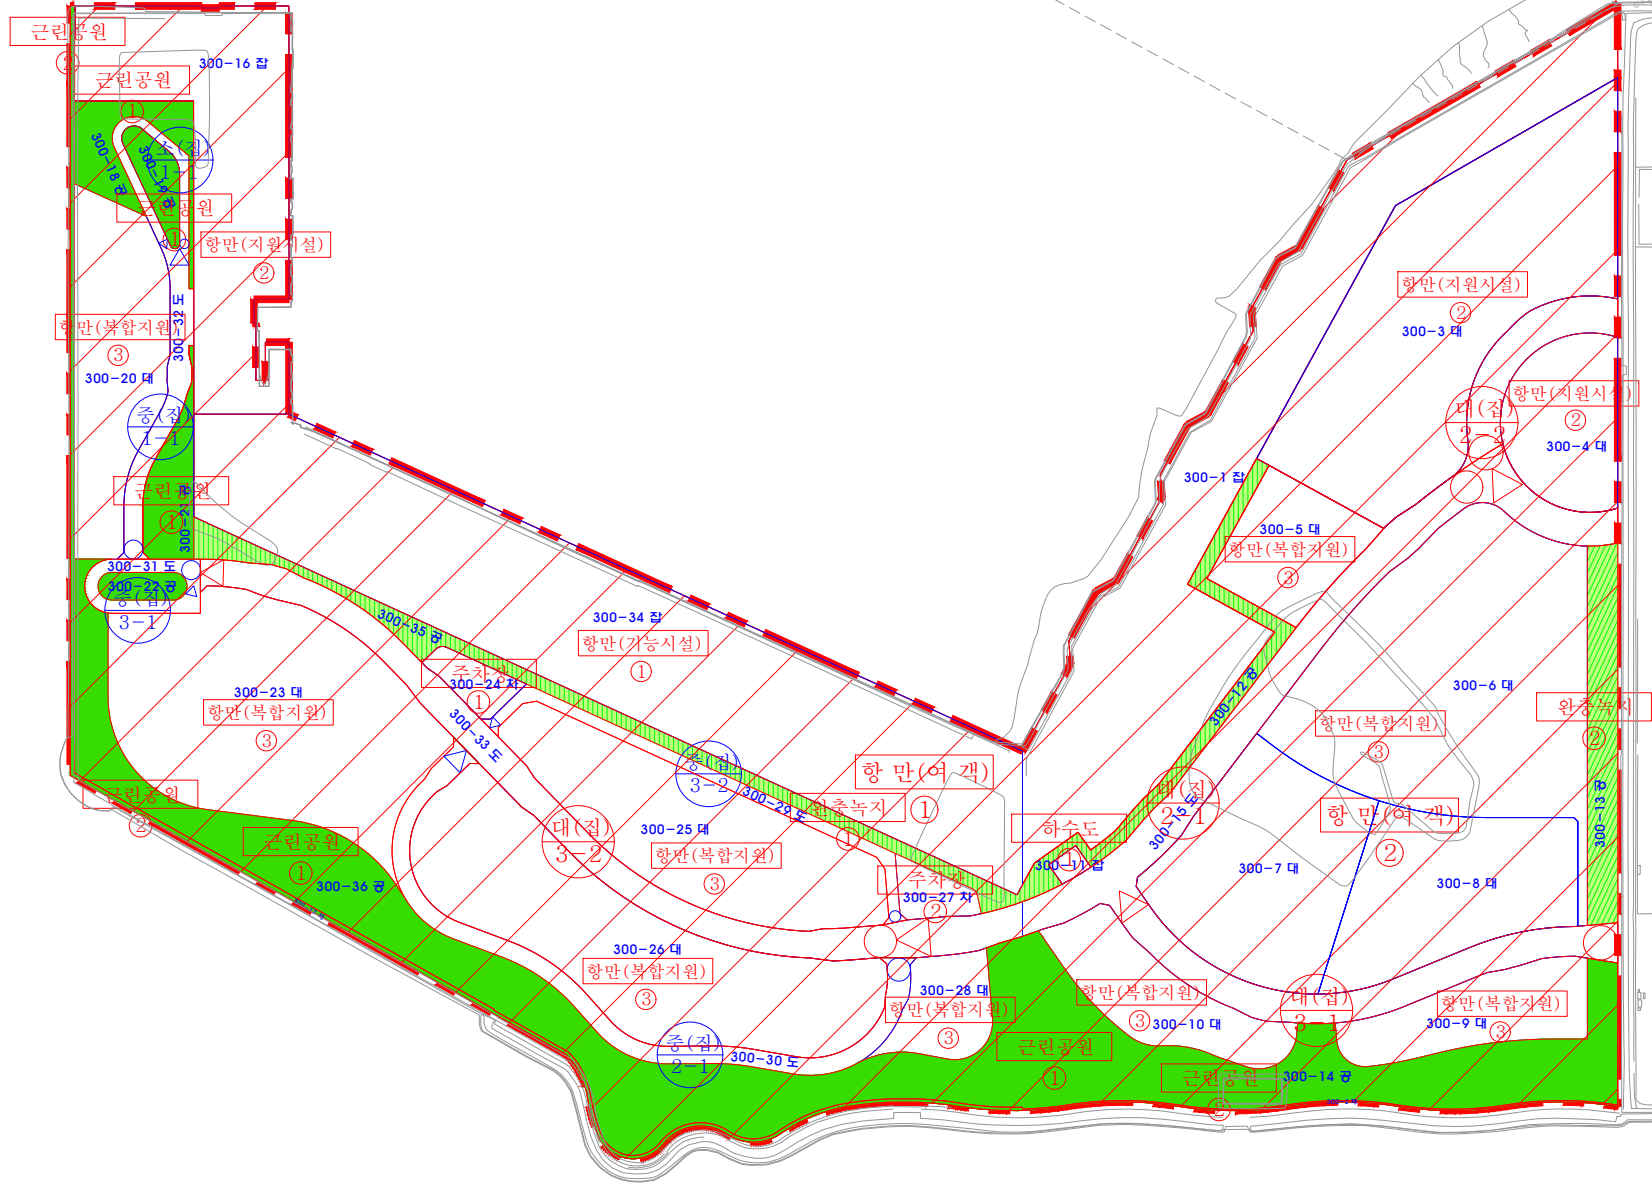 근린공원
②
300-16 잡
근린공원
①
300-18 공
300-19 공
소(집)
1-1
근린공원
①
항만(지원시설)
②
300-32 도
항만(복합지원)
③
300-20 대
중(집)
1-1
근린공원
①
300-31 도
300-22 공
중(집)
3-1
300-35 공
300-34 잡
항만(기능시설)
①
주차장
300-24 차
①
300-23 대
항만(복합지원)
③
300-33 도
중(집)
3-2
300-29 도
항 만(여 객)
①
완충녹지
①
대(집)
3-2
300-25 대
항만(복합지원)
③
근린공원
②
근린공원
①
300-36 공
주차장
300-27 차
②
하수도
①
300-11 잡
300-26 대
항만(복합지원)
③
300-28 대
항만(복합지원)
③
중(집)
2-1
300-30 도
항만(지원시설)
②
300-3 대
항만(지원시설)
②
300-4 대
대(집)
2-2
300-1 잡
300-5 대
항만(복합지원)
③
300-12 공
300-6 대
항만(복합지원)
③
완충녹지
②
300-13 공
대(집)
2-1
300-15 도
항 만(여 객)
②
300-7 대
300-8 대
항만(복합지원)
③
300-10 대
대(집)
3-1
항만(복합지원)
③
300-9 대
근린공원
①
근린공원
②
300-14 공